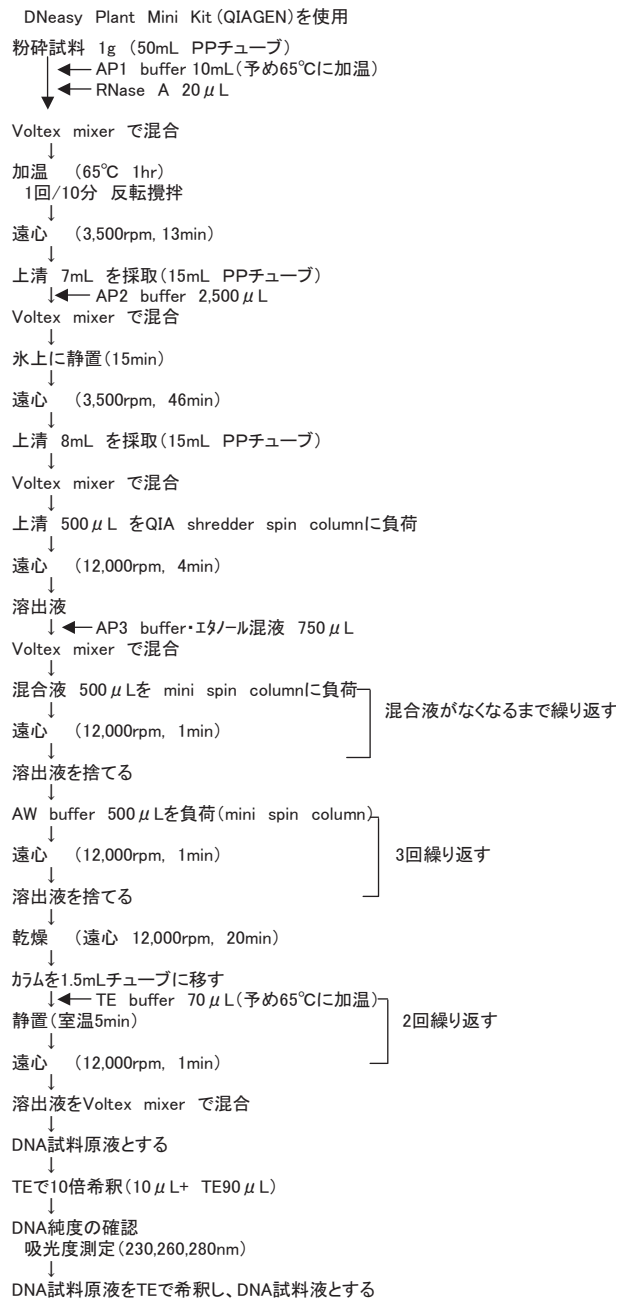 DNeasy Plant Mini Kit(QIAGEN)を使用
粉砕試料 1g (50mL PPチューブ)
AP1 buffer 10mL(予め65℃に加温)
RNase A 20μL
Voltex mixer で混合
↓
加温 (65℃ 1hr)
1回/10分 反転攪拌
↓
遠心 (3,500rpm, 13min)
↓
上清 7mL を採取(15mL PPチューブ)
↓ AP2 buffer 2,500μL
Voltex mixer で混合
↓
氷上に静置(15min)
↓
遠心 (3,500rpm, 46min)
↓
上清 8mL を採取(15mL PPチューブ)
↓
Voltex mixer で混合
↓
上清 500μL をQIA shredder spin columnに負荷
↓
遠心 (12,000rpm, 4min)
↓
溶出液
↓ AP3 buffer・エタノール混液 750μL
Voltex mixer で混合
↓
混合液 500μLを mini spin columnに負荷
↓
混合液がなくなるまで繰り返す
遠心 (12,000rpm, 1min)
↓
溶出液を捨てる
↓
AW buffer 500μLを負荷(mini spin column)
↓
遠心 (12,000rpm, 1min) 3回繰り返す
↓
溶出液を捨てる
↓
乾燥 (遠心 12,000rpm, 20min)
↓
カラムを1.5mLチューブに移す
↓ TE buffer 70μL(予め65℃に加温)
静置(室温5min) 2回繰り返す
↓
遠心 (12,000rpm, 1min)
↓
溶出液をVoltex mixer で混合
↓
DNA試料原液とする
↓
TEで10倍希釈(10μL+ TE90μL)
↓
DNA純度の確認
吸光度測定(230,260,280nm)
↓
DNA試料原液をTEで希釈し、DNA試料液とする